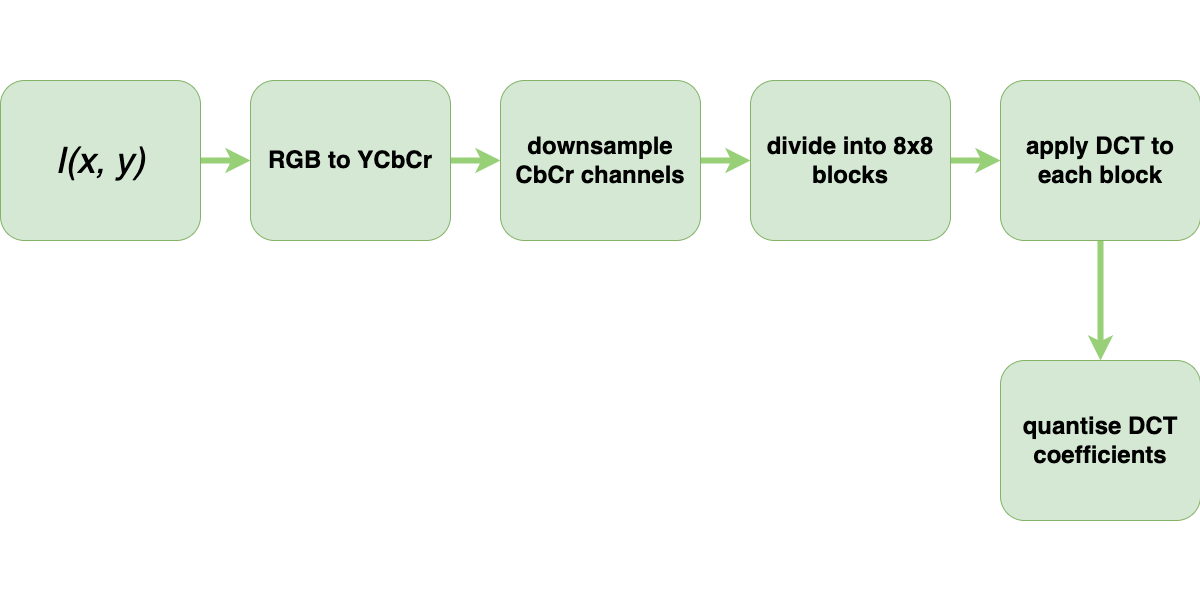 I(x, y)
RGB to YCbCr
downsample
CbCr channels
divide into 8x8
blocks
apply DCT to
each block
quantise DCT
coefficients